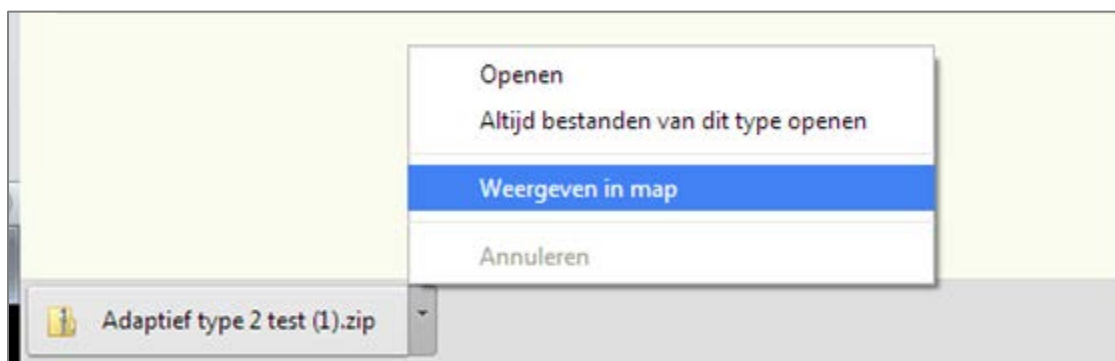 Openen
Altijd bestanden van dit type openen
Weergeven in map
Annuleren
Adaptief type 2 test (1).zip